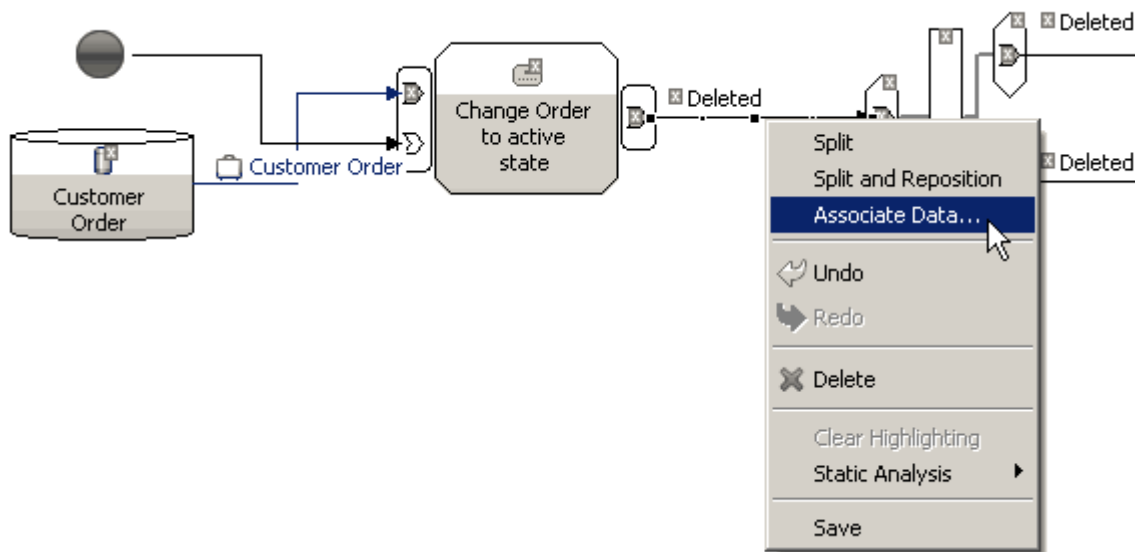 Deleted
Change Order
to active
state
Deleted
Customer Order
Customer
Order
Deleted
Split
Split and Reposition
Associate Data...
Undo
Redo
Delete
Clear Highlighting
Static Analysis
Save